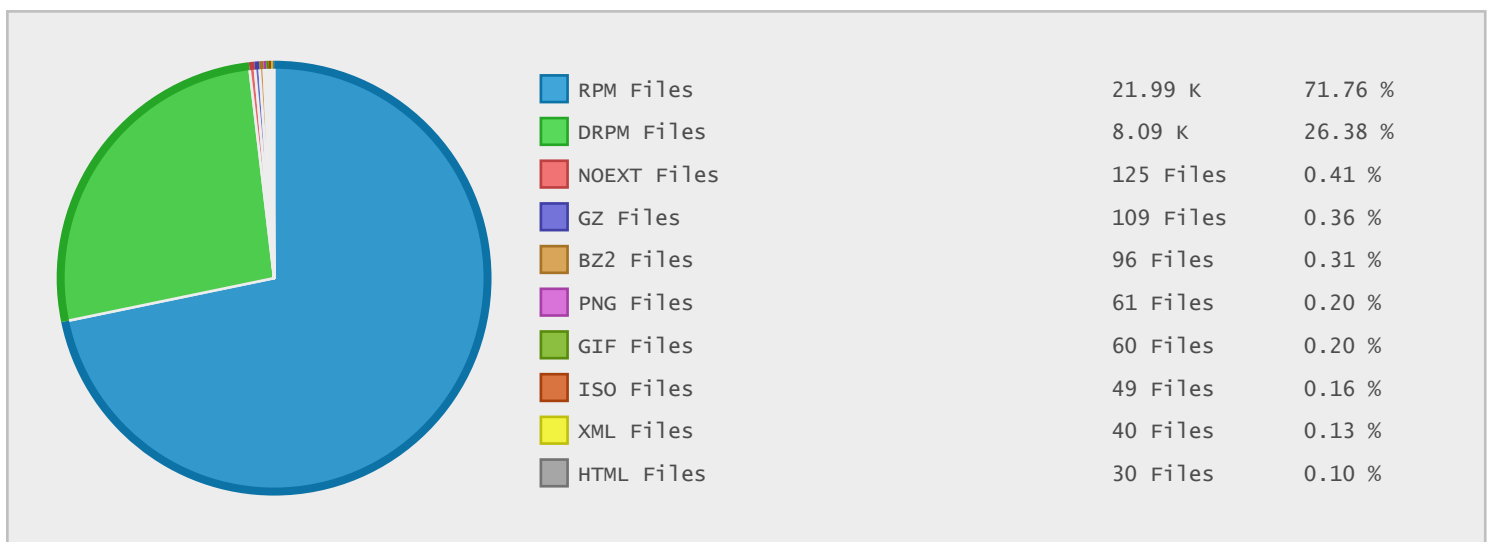 RPM Files 21.99 K 71.76 %
DRPM Files 8.09 K 26.38 %
NOEXT Files 125 Files 0.41 %
GZ Files 109 Files 0.36 %
BZ2 Files 96 Files 0.31 %
PNG Files 61 Files 0.20 %
GIF Files 60 Files 0.20 %
ISO Files 49 Files 0.16 %
XML Files 40 Files 0.13 %
HTML Files 30 Files 0.10 %